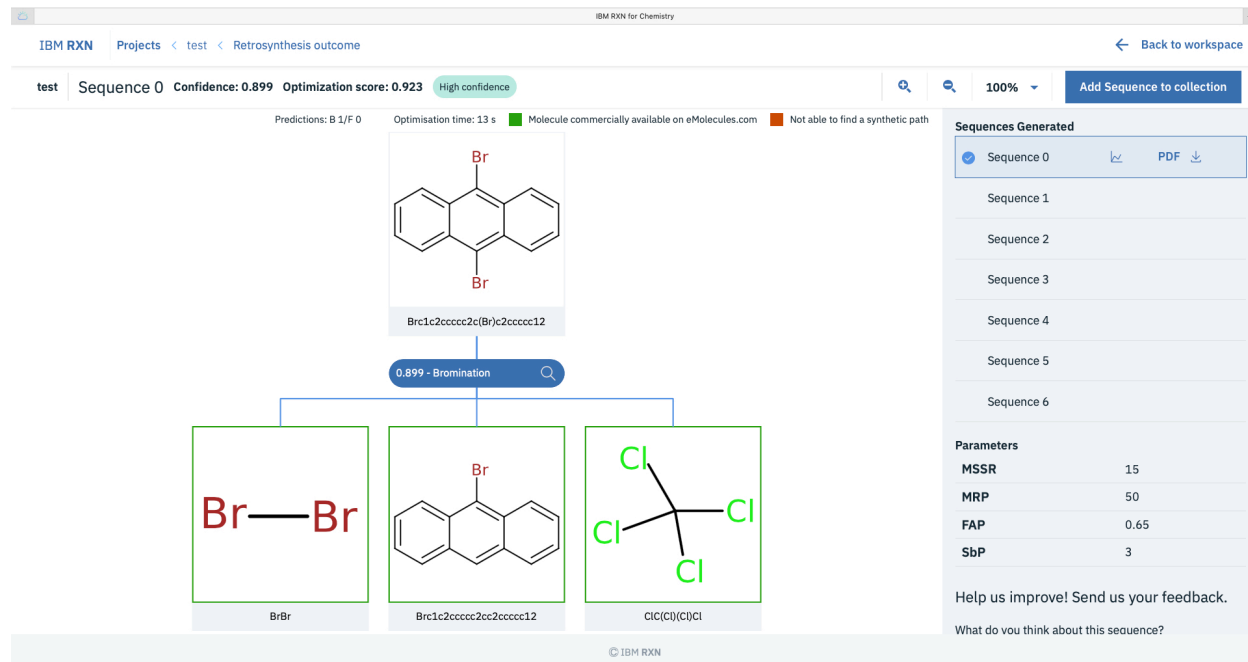 IBM RXN for Chemistry
IBM RXN Projects < test < Retrosynthesis outcome ← Back to workspace
test Sequence 0 Confidence: 0.899 Optimization score: 0.923 High confidence 100% Add Sequence to collection
Predictions: B 1/F 0 Optimisation time: 13 s Molecule commercially available on eMolecules.com Not able to find a synthetic path
Br
Br
Brc1c2ccccc2c(Br)c2ccccc12
0.899 - Bromination
Br Br
BrBr
Br
Brc1c2ccccc2cc2ccccc12
Cl
Cl
Cl
Cl
ClC(Cl)(Cl)Cl
Sequences Generated
Sequence 0 PDF
Sequence 1
Sequence 2
Sequence 3
Sequence 4
Sequence 5
Sequence 6
Parameters
MSSR 15
MRP 50
FAP 0.65
SbP 3
Help us improve! Send us your feedback.
What do you think about this sequence?
© IBM RXN